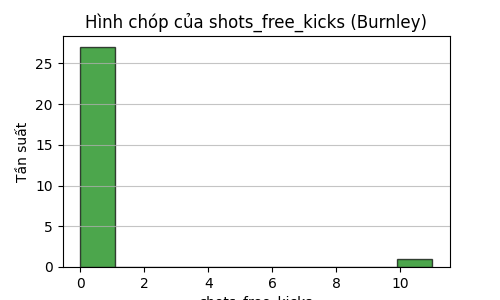 Hình chóp của shots_free_kicks (Burnley)
Tần suất
25
20
15
10
5
0
0 2 4 6 8 10
shots_free_kicks